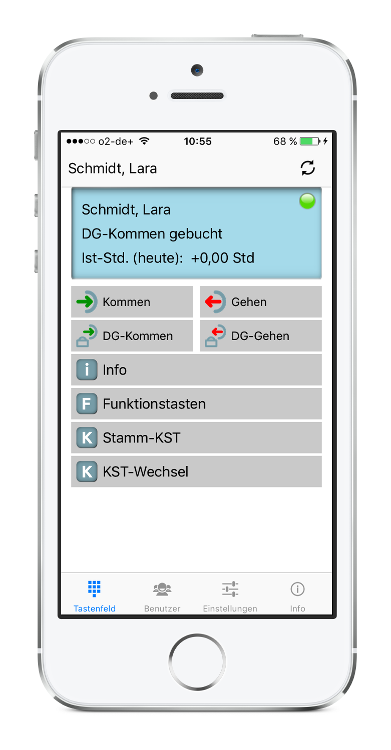 o2-de+ 10:55 68 %
Schmidt, Lara
Schmidt, Lara
DG-Kommen gebucht
Ist-Std. (heute): +0,00 Std
Kommen Gehen
DG-Kommen DG-Gehen
i Info
F Funktionstasten
K Stamm-KST
K KST-Wechsel
Tastenfeld Benutzer Einstellungen Info